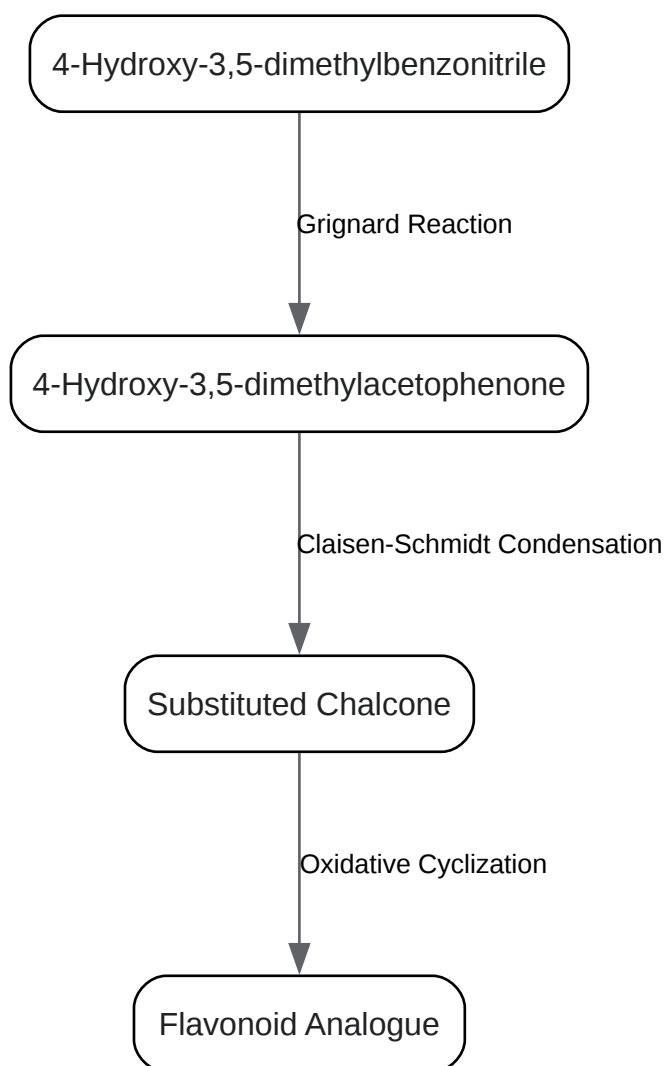 4-Hydroxy-3,5-dimethylbenzonitrile
Grignard Reaction
4-Hydroxy-3,5-dimethylacetophenone
Claisen-Schmidt Condensation
Substituted Chalcone
Oxidative Cyclization
Flavonoid Analogue